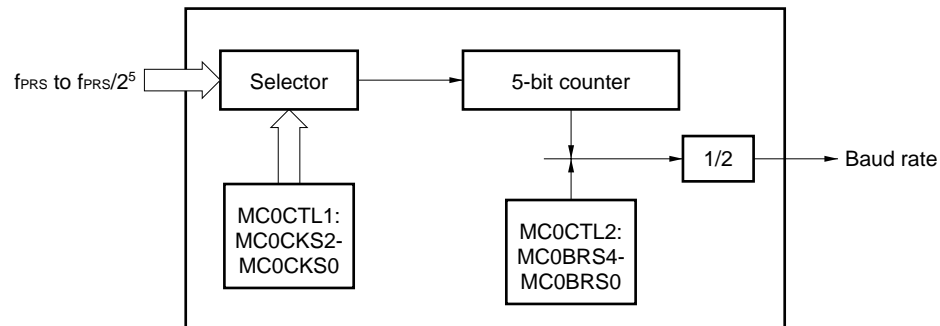 fPRS to fPRS/2⁵
Selector
5-bit counter
1/2
Baud rate
MC0CTL1:
MC0CKS2-
MC0CKS0
MC0CTL2:
MC0BRS4-
MC0BRS0